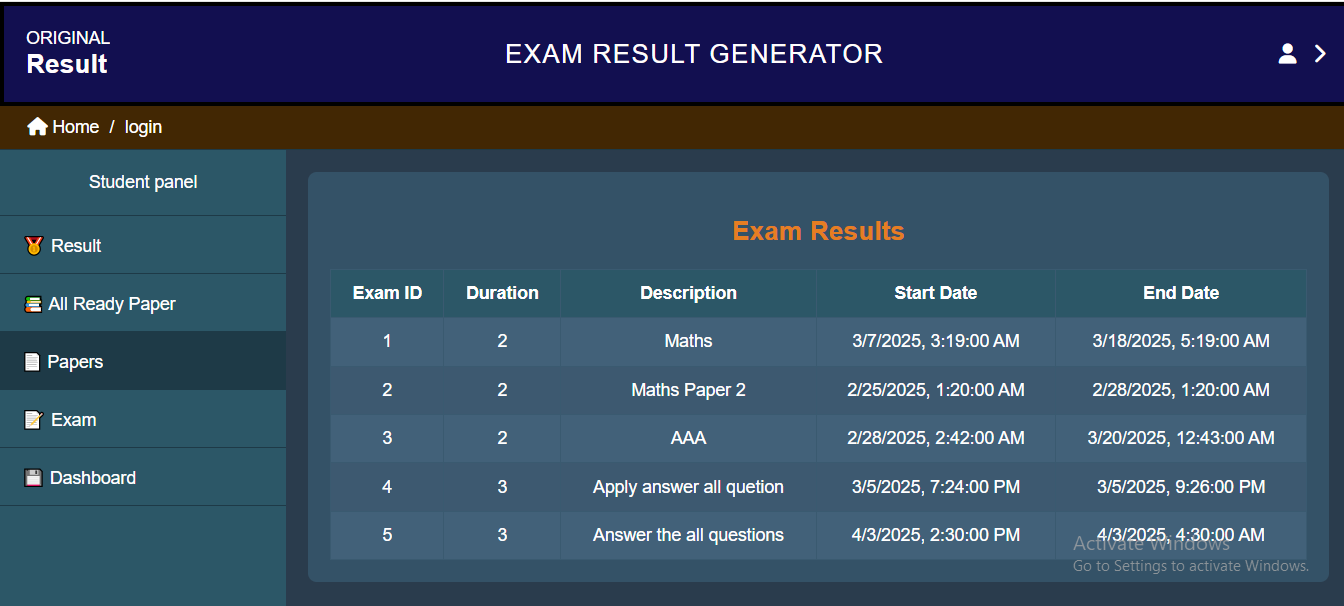 ORIGINAL
Result
EXAM RESULT GENERATOR
Home / login
Student panel
Result
All Ready Paper
Papers
Exam
Dashboard
Exam Results
Exam ID Duration Description Start Date End Date
1 2 Maths 3/7/2025, 3:19:00 AM 3/18/2025, 5:19:00 AM
2 2 Maths Paper 2 2/25/2025, 1:20:00 AM 2/28/2025, 1:20:00 AM
3 2 AAA 2/28/2025, 2:42:00 AM 3/20/2025, 12:43:00 AM
4 3 Apply answer all quetion 3/5/2025, 7:24:00 PM 3/5/2025, 9:26:00 PM
5 3 Answer the all questions 4/3/2025, 2:30:00 PM 4/3/2025, 4:30:00 AM
Activate Windows
Go to Settings to activate Windows.